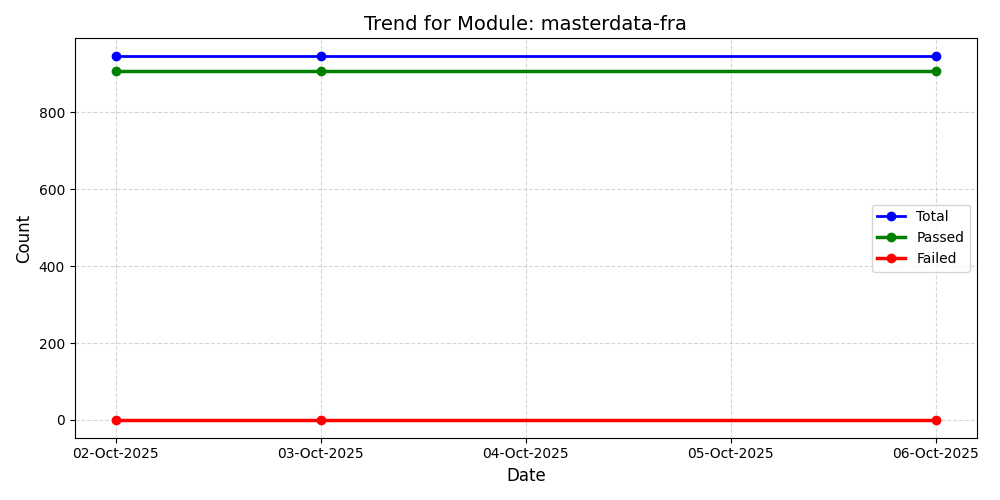 Trend for Module: masterdata-fra
Count
800
600
400
200
0
Total
Passed
Failed
02-Oct-2025 03-Oct-2025 04-Oct-2025 05-Oct-2025 06-Oct-2025
Date